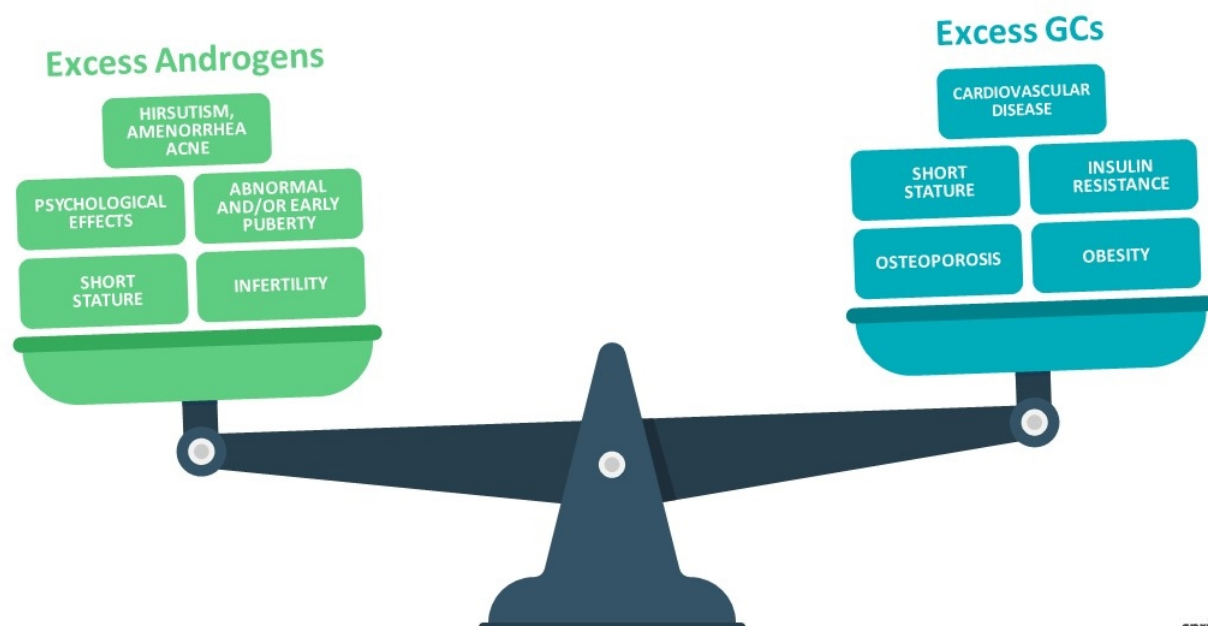 Excess Androgens
HIRSUTISM,
AMENORRHEA
ACNE
PSYCHOLOGICAL
EFFECTS
ABNORMAL
AND/OR EARLY
PUBERTY
SHORT
STATURE
INFERTILITY
Excess GCs
CARDIOVASCULAR
DISEASE
SHORT
STATURE
INSULIN
RESISTANCE
OSTEOPOROSIS
OBESITY